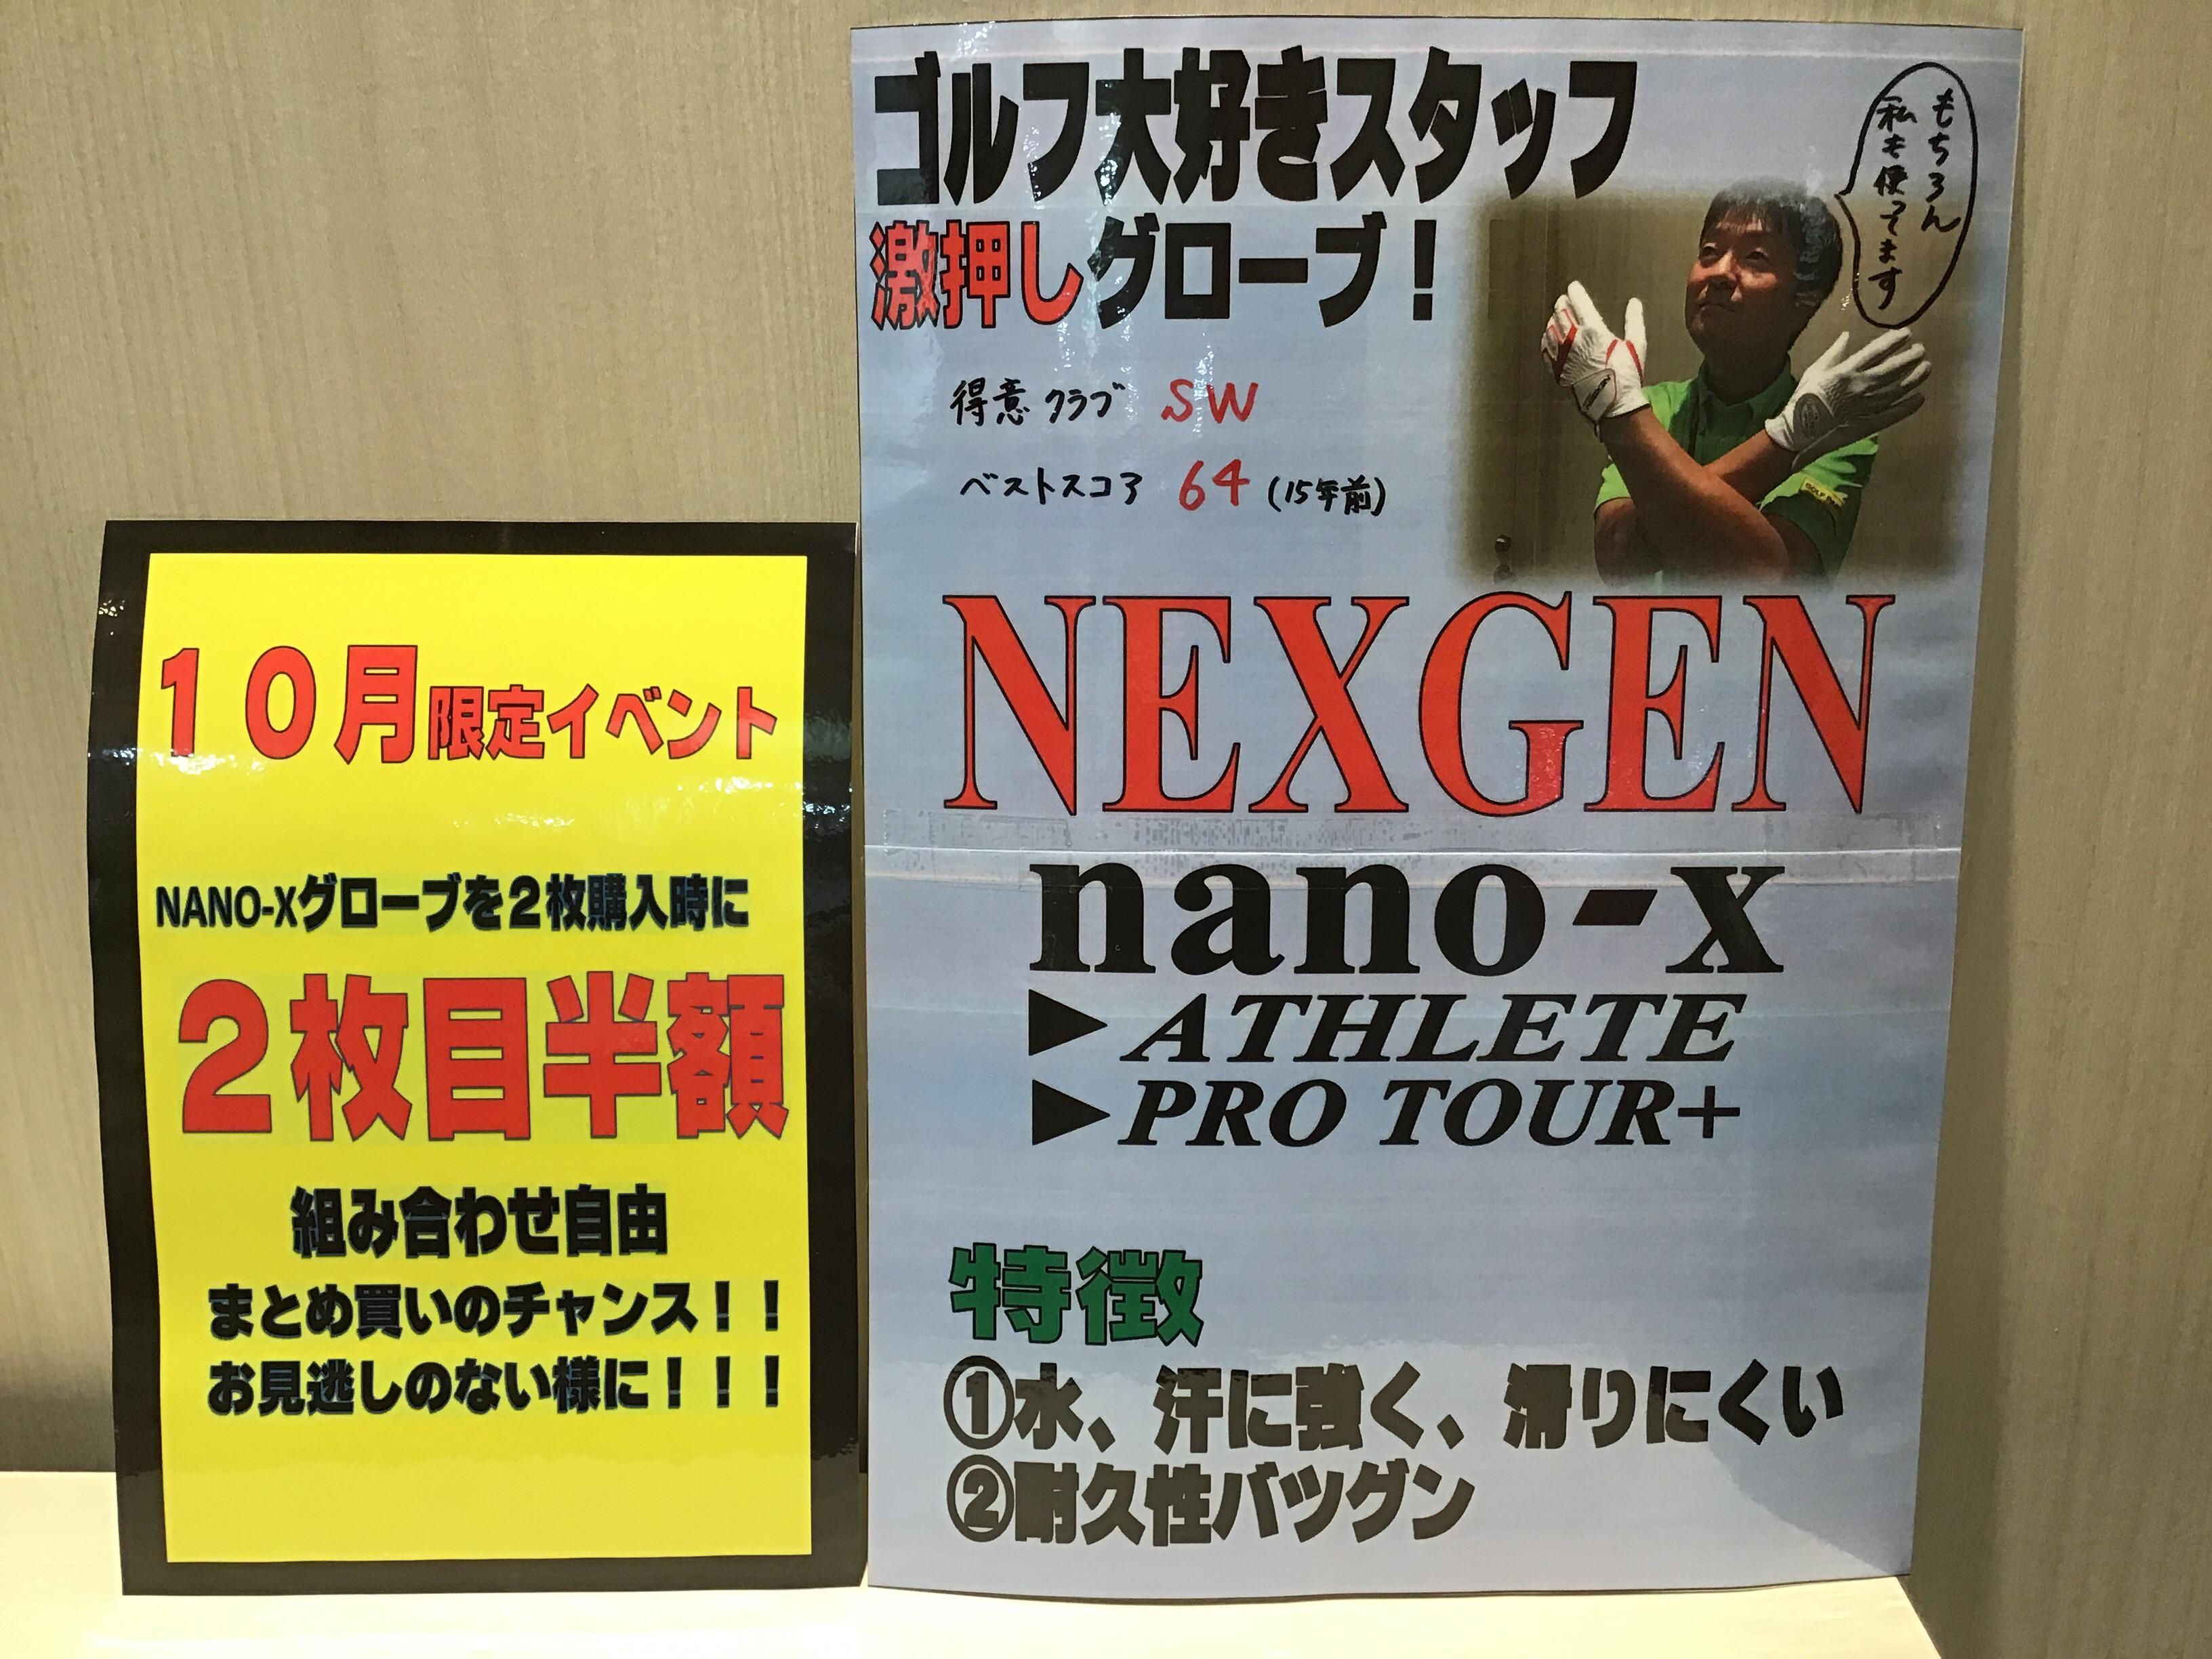 ゴルフ大好きスタッフ
激押しグローブ！
もちろん
私も使ってます
得意クラブ SW
ベストスコア 64 (15年前)
NEXGEN
nano-x
▶ATHLETE
▶PRO TOUR+
特徴
①水、汗に強く、滑りにくい
②耐久性バツグン
１０月限定イベント
NANO-Xグローブを２枚購入時に
２枚目半額
組み合わせ自由
まとめ買いのチャンス！！
お見逃しのない様に！！！